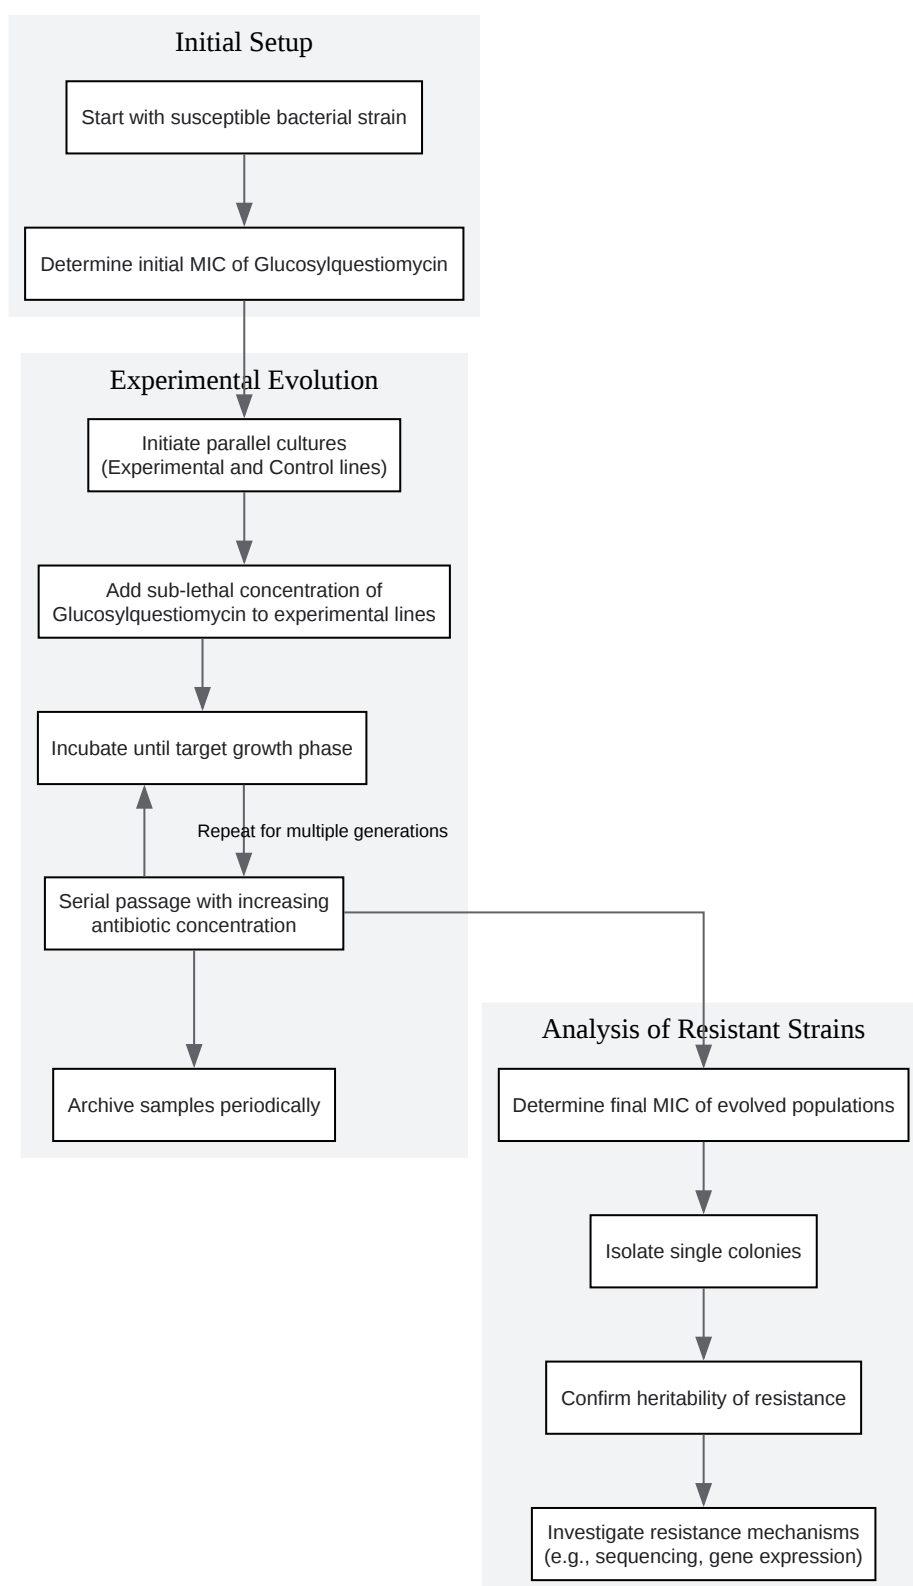 Initial Setup
Start with susceptible bacterial strain
Determine initial MIC of Glucosylquestiomycin
Experimental Evolution
Initiate parallel cultures
(Experimental and Control lines)
Add sub-lethal concentration of
Glucosylquestiomycin to experimental lines
Incubate until target growth phase
Repeat for multiple generations
Serial passage with increasing
antibiotic concentration
Archive samples periodically
Analysis of Resistant Strains
Determine final MIC of evolved populations
Isolate single colonies
Confirm heritability of resistance
Investigate resistance mechanisms
(e.g., sequencing, gene expression)